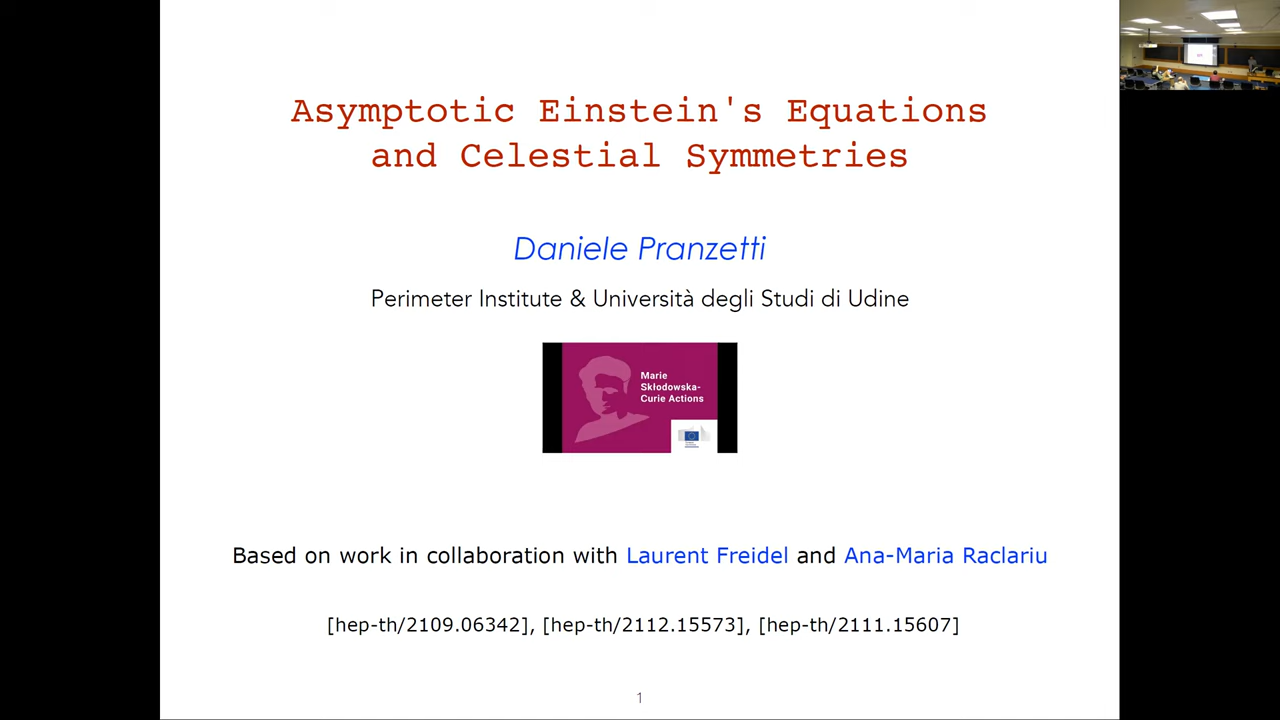 Asymptotic Einstein's Equations
and Celestial Symmetries
Daniele Pranzetti
Perimeter Institute & Università degli Studi di Udine
Marie
Skłodowska-
Curie Actions
Based on work in collaboration with Laurent Freidel and Ana-Maria Raclariu
[hep-th/2109.06342], [hep-th/2112.15573], [hep-th/2111.15607]
1